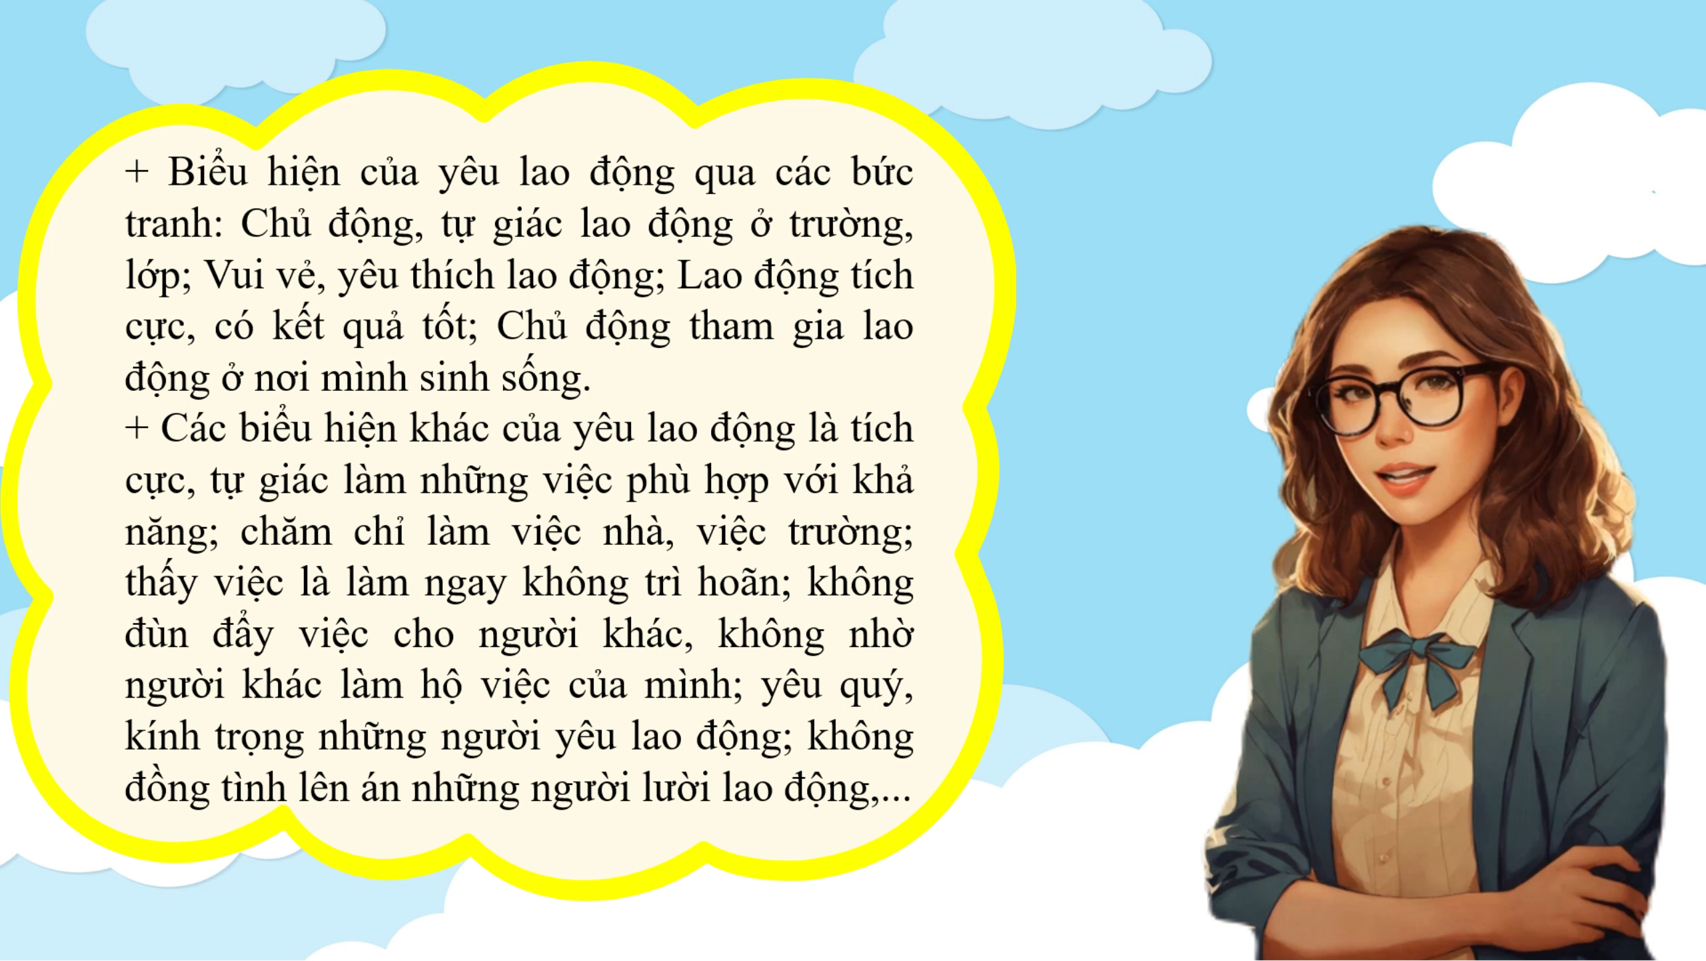 + Biểu hiện của yêu lao động qua các bức
tranh: Chủ động, tự giác lao động ở trường,
lớp; Vui vẻ, yêu thích lao động; Lao động tích
cực, có kết quả tốt; Chủ động tham gia lao
động ở nơi mình sinh sống.
+ Các biểu hiện khác của yêu lao động là tích
cực, tự giác làm những việc phù hợp với khả
năng; chăm chỉ làm việc nhà, việc trường;
thấy việc là làm ngay không trì hoãn; không
đùn đẩy việc cho người khác, không nhờ
người khác làm hộ việc của mình; yêu quý,
kính trọng những người yêu lao động; không
đồng tình lên án những người lười lao động,...